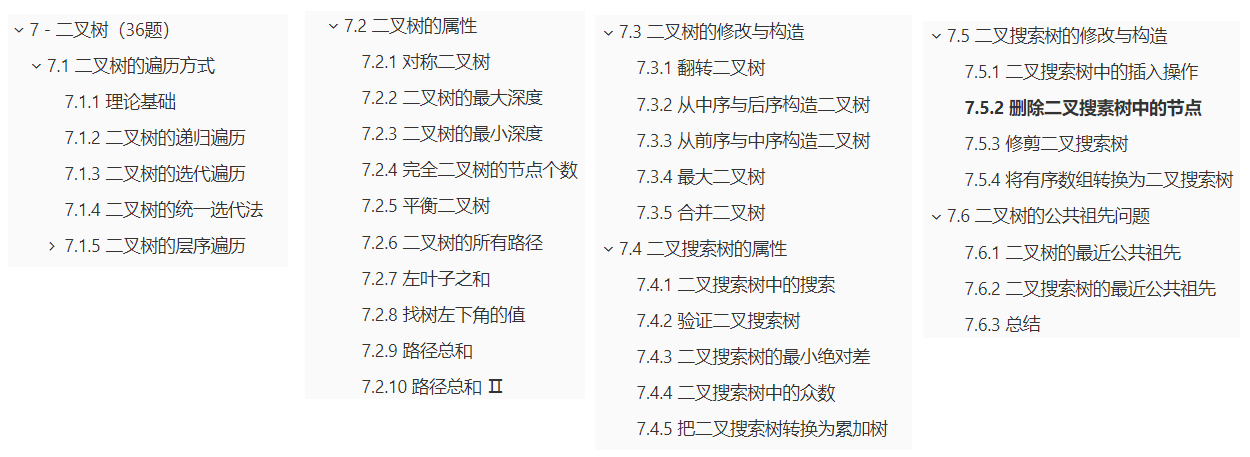 7 - 二叉树（36题）
7.1 二叉树的遍历方式
7.1.1 理论基础
7.1.2 二叉树的递归遍历
7.1.3 二叉树的迭代遍历
7.1.4 二叉树的统一迭代法
7.1.5 二叉树的层序遍历
7.2 二叉树的属性
7.2.1 对称二叉树
7.2.2 二叉树的最大深度
7.2.3 二叉树的最小深度
7.2.4 完全二叉树的节点个数
7.2.5 平衡二叉树
7.2.6 二叉树的所有路径
7.2.7 左叶子之和
7.2.8 找树左下角的值
7.2.9 路径总和
7.2.10 路径总和 Ⅱ
7.3 二叉树的修改与构造
7.3.1 翻转二叉树
7.3.2 从中序与后序构造二叉树
7.3.3 从前序与中序构造二叉树
7.3.4 最大二叉树
7.3.5 合并二叉树
7.4 二叉搜索树的属性
7.4.1 二叉搜索树中的搜索
7.4.2 验证二叉搜索树
7.4.3 二叉搜索树的最小绝对差
7.4.4 二叉搜索树中的众数
7.4.5 把二叉搜索树转换为累加树
7.5 二叉搜索树的修改与构造
7.5.1 二叉搜索树中的插入操作
7.5.2 删除二叉搜素树中的节点
7.5.3 修剪二叉搜索树
7.5.4 将有序数组转换为二叉搜索树
7.6 二叉树的公共祖先问题
7.6.1 二叉树的最近公共祖先
7.6.2 二叉搜索树的最近公共祖先
7.6.3 总结